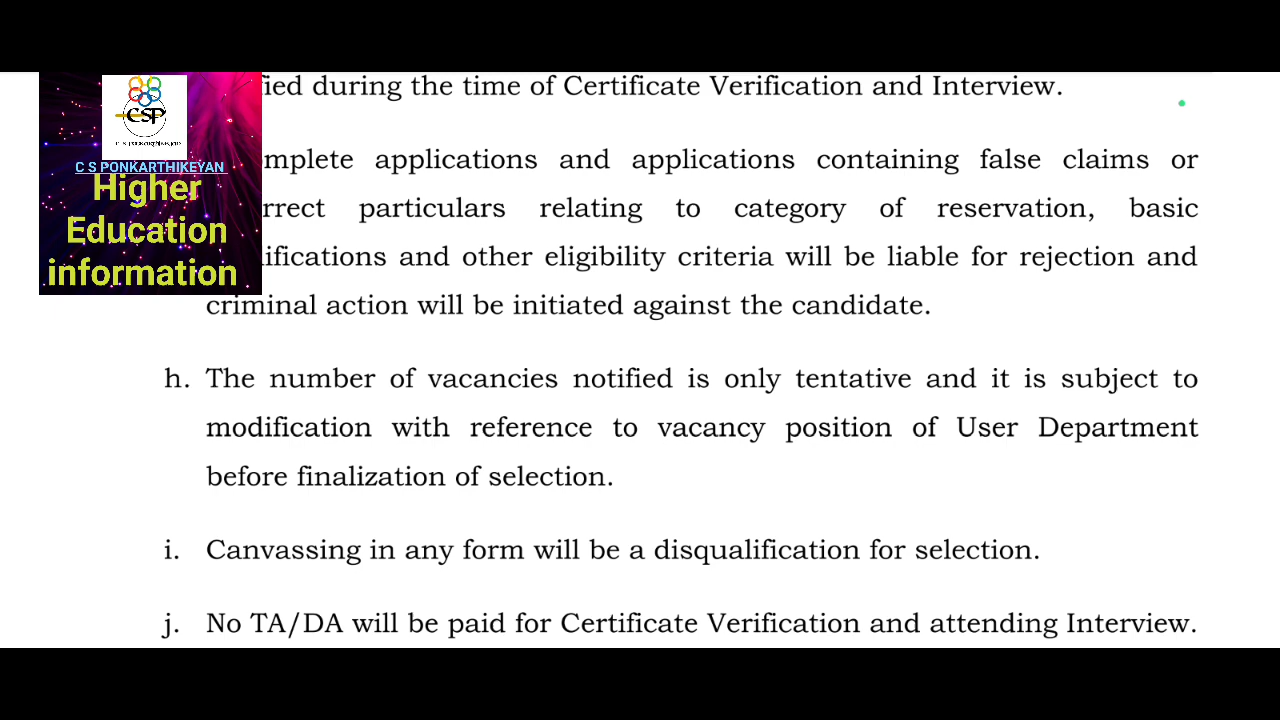 CSP
C S PONKARTHIKEYAN
Higher
Education
information
fied during the time of Certificate Verification and Interview.
mplete applications and applications containing false claims or
rrect particulars relating to category of reservation, basic
ifications and other eligibility criteria will be liable for rejection and
criminal action will be initiated against the candidate.
h. The number of vacancies notified is only tentative and it is subject to
modification with reference to vacancy position of User Department
before finalization of selection.
i. Canvassing in any form will be a disqualification for selection.
j. No TA/DA will be paid for Certificate Verification and attending Interview.